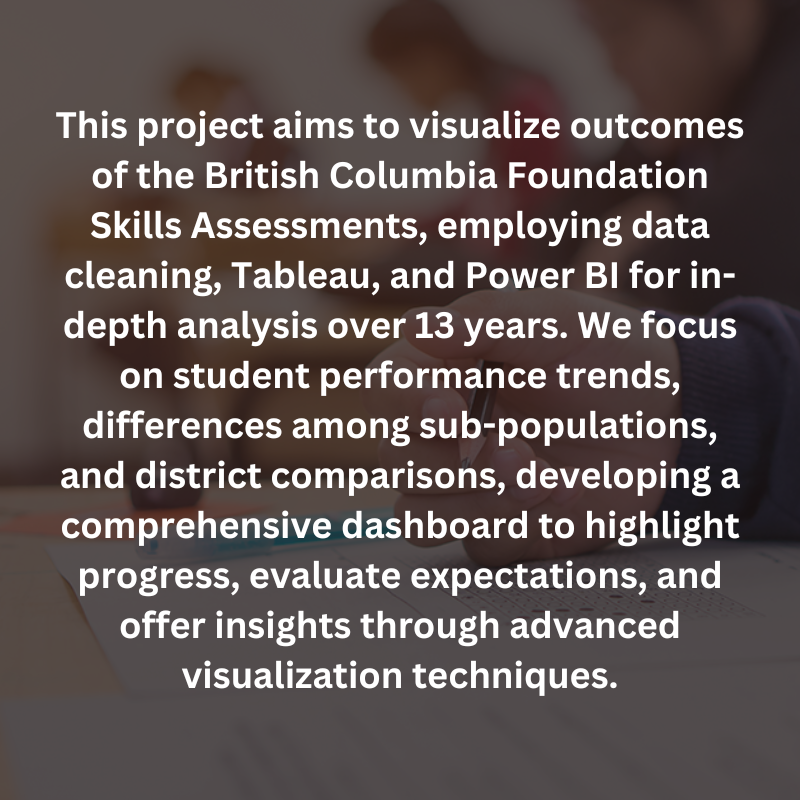 This project aims to visualize outcomes
of the British Columbia Foundation
Skills Assessments, employing data
cleaning, Tableau, and Power BI for in-
depth analysis over 13 years. We focus
on student performance trends,
differences among sub-populations,
and district comparisons, developing a
comprehensive dashboard to highlight
progress, evaluate expectations, and
offer insights through advanced
visualization techniques.